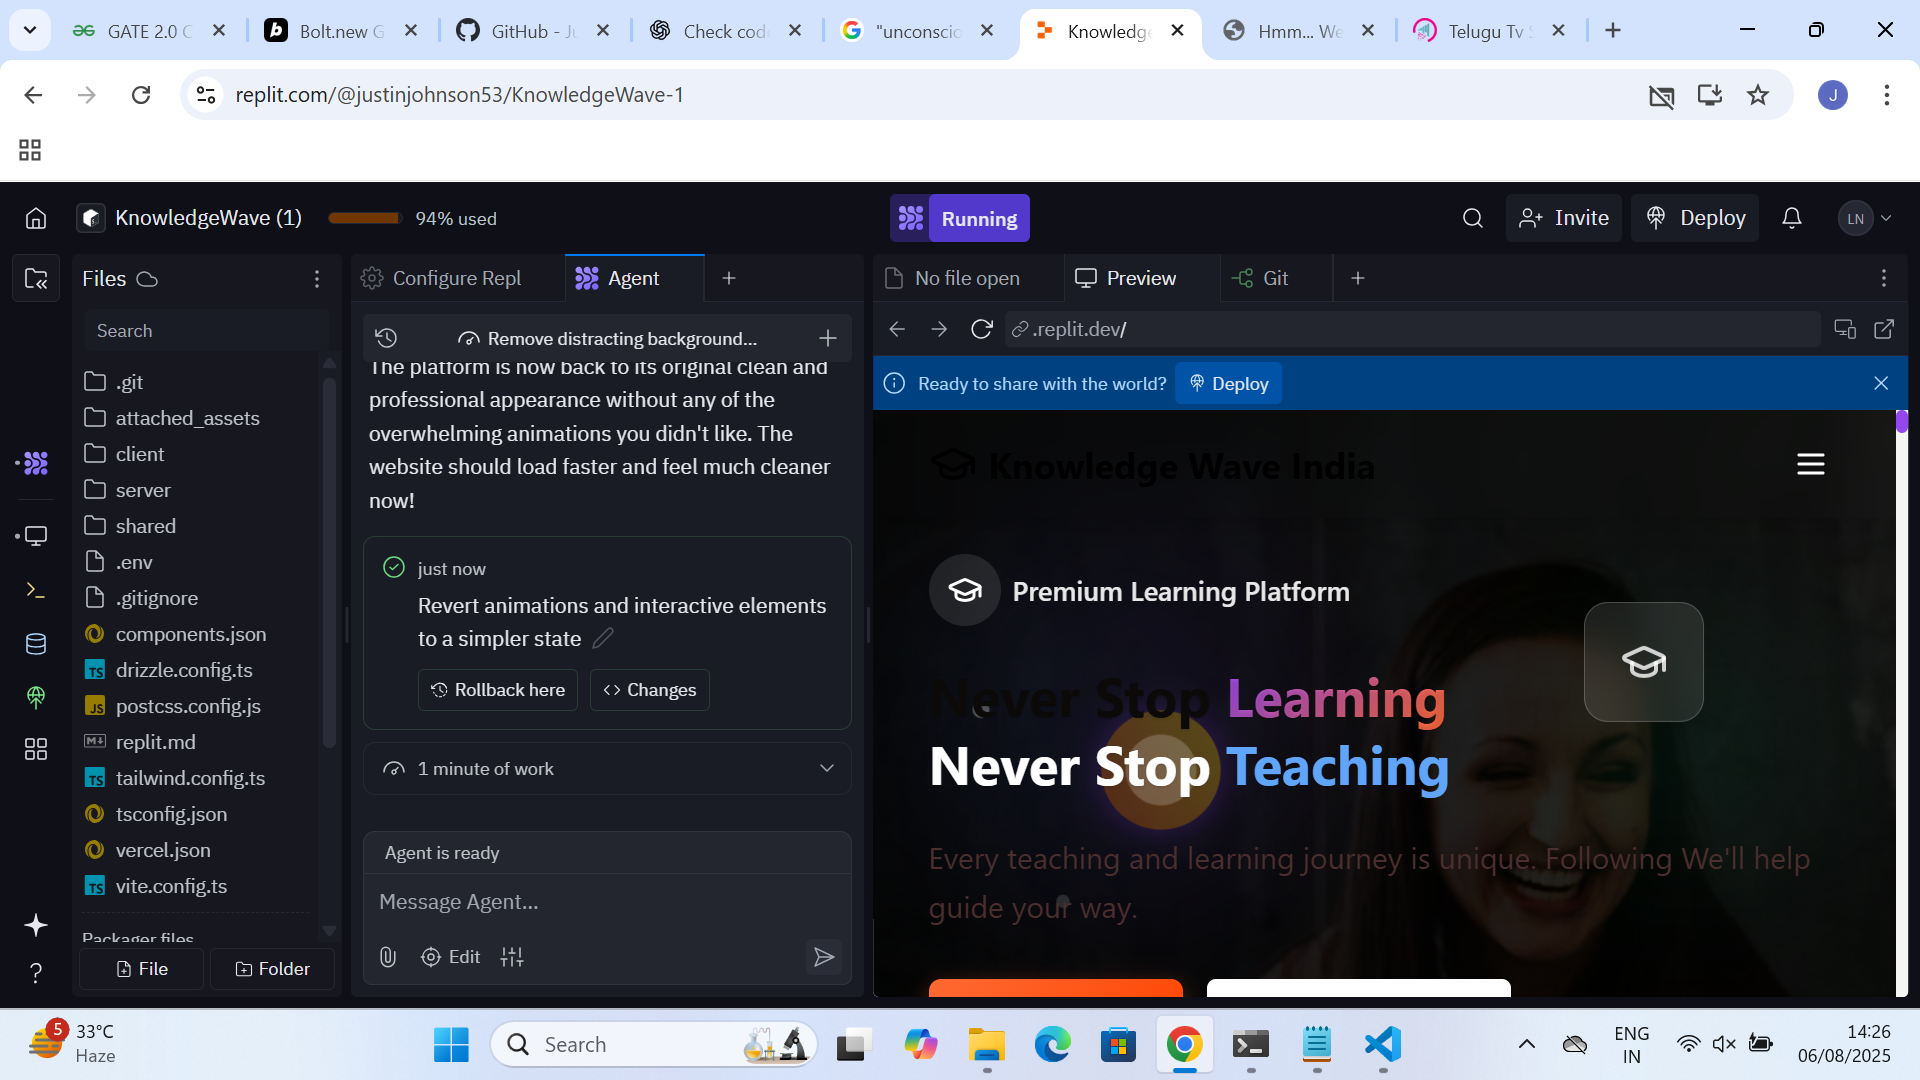 GATE 2.0 C
Bolt.new G
GitHub - Ju
Check code
"unconscio
Knowledge
Hmm... We
Telugu Tv S
replit.com/@justinjohnson53/KnowledgeWave-1
J
KnowledgeWave (1)
94% used
Running
Invite
Deploy
LN
Files
Configure Repl
Agent
No file open
Preview
Git
Search
Remove distracting background...
.replit.dev/
Ready to share with the world?
Deploy
.git
attached_assets
client
server
shared
.env
.gitignore
components.json
TS drizzle.config.ts
JS postcss.config.js
replit.md
TS tailwind.config.ts
tsconfig.json
vercel.json
TS vite.config.ts
Packager files
File
Folder
The platform is now back to its original clean and
professional appearance without any of the
overwhelming animations you didn't like. The
website should load faster and feel much cleaner
now!
just now
Revert animations and interactive elements
to a simpler state
Rollback here
Changes
1 minute of work
Agent is ready
Message Agent...
Edit
Knowledge Wave India
Premium Learning Platform
Never Stop Learning
Never Stop Teaching
Every teaching and learning journey is unique. Following We'll help
guide your way.
5
33°C
Haze
Search
ENG
IN
14:26
06/08/2025